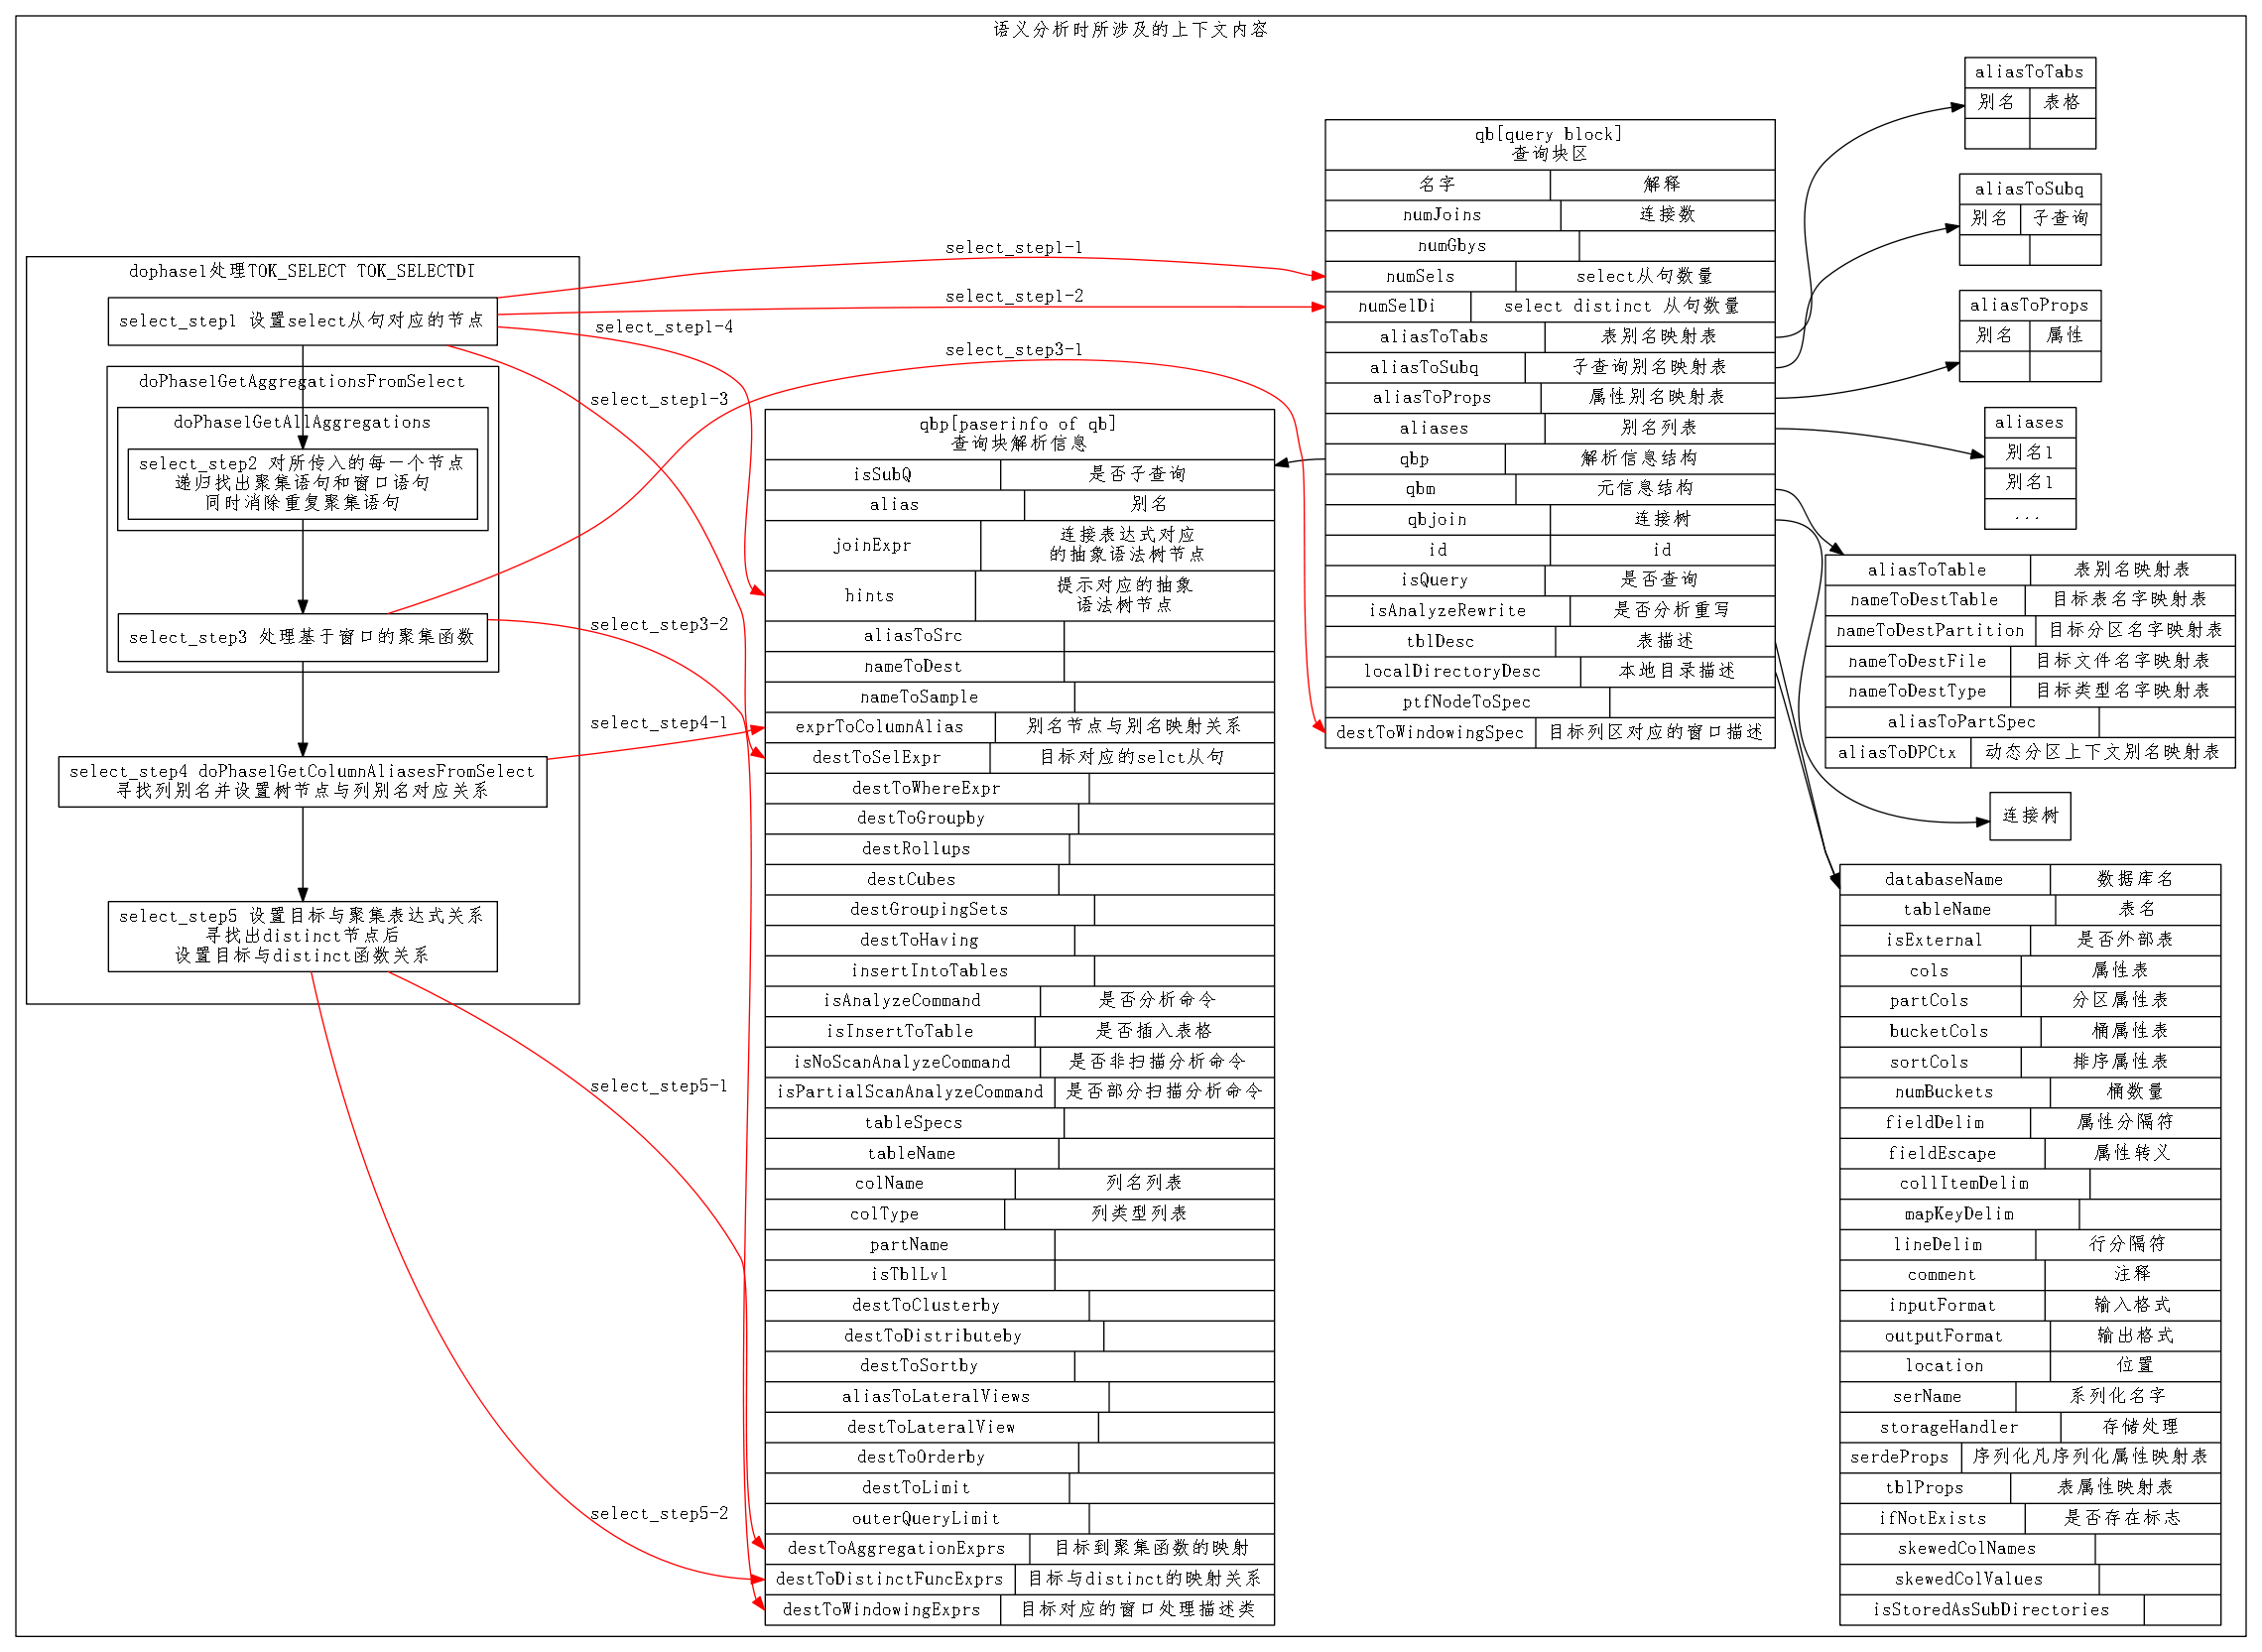 语义分析时所涉及的上下文内容
dophase1处理TOK_SELECT TOK_SELECTDI
select_step1 设置select从句对应的节点
doPhase1GetAggregationsFromSelect
doPhase1GetAllAggregations
select_step2 对所传入的每一个节点
递归找出聚集语句和窗口语句
同时消除重复聚集语句
select_step3 处理基于窗口的聚集函数
select_step4 doPhase1GetColumnAliasesFromSelect
寻找列别名并设置树节点与列别名对应关系
select_step5 设置目标与聚集表达式关系
寻找出distinct节点后
设置目标与distinct函数关系
select_step1-1
select_step1-2
select_step1-4
select_step3-1
select_step1-3
select_step3-2
select_step4-1
select_step5-1
select_step5-2
qbp[paserinfo of qb]
查询块解析信息
isSubQ 是否子查询
alias 别名
joinExpr 连接表达式对应
的抽象语法树节点
hints 提示对应的抽象
语法树节点
aliasToSrc
nameToDest
nameToSample
exprToColumnAlias 别名节点与别名映射关系
destToSelExpr 目标对应的selct从句
destToWhereExpr
destToGroupby
destRollups
destCubes
destGroupingSets
destToHaving
insertIntoTables
isAnalyzeCommand 是否分析命令
isInsertToTable 是否插入表格
isNoScanAnalyzeCommand 是否非扫描分析命令
isPartialScanAnalyzeCommand 是否部分扫描分析命令
tableSpecs
tableName
colName 列名列表
colType 列类型列表
partName
isTblLvl
destToClusterby
destToDistributeby
destToSortby
aliasToLateralViews
destToLateralView
destToOrderby
destToLimit
outerQueryLimit
destToAggregationExprs 目标到聚集函数的映射
destToDistinctFuncExprs 目标与distinct的映射关系
destToWindowingExprs 目标对应的窗口处理描述类
qb[query block]
查询块区
名字 解释
numJoins 连接数
numGbys
numSels select从句数量
numSelDi select distinct 从句数量
aliasToTabs 表别名映射表
aliasToSubq 子查询别名映射表
aliasToProps 属性别名映射表
aliases 别名列表
qbp 解析信息结构
qbm 元信息结构
qbjoin 连接树
id id
isQuery 是否查询
isAnalyzeRewrite 是否分析重写
tblDesc 表描述
localDirectoryDesc 本地目录描述
ptfNodeToSpec
destToWindowingSpec 目标列区对应的窗口描述
aliasToTabs
别名 表格
aliasToSubq
别名 子查询
aliasToProps
别名 属性
aliases
别名1
别名1
...
aliasToTable 表别名映射表
nameToDestTable 目标表名字映射表
nameToDestPartition 目标分区名字映射表
nameToDestFile 目标文件名字映射表
nameToDestType 目标类型名字映射表
aliasToPartSpec
aliasToDPCtx 动态分区上下文别名映射表
连接树
databaseName 数据库名
tableName 表名
isExternal 是否外部表
cols 属性表
partCols 分区属性表
bucketCols 桶属性表
sortCols 排序属性表
numBuckets 桶数量
fieldDelim 属性分隔符
fieldEscape 属性转义
collItemDelim
mapKeyDelim
lineDelim 行分隔符
comment 注释
inputFormat 输入格式
outputFormat 输出格式
location 位置
serName 系列化名字
storageHandler 存储处理
serdeProps 序列化凡序列化属性映射表
tblProps 表属性映射表
ifNotExists 是否存在标志
skewedColNames
skewedColValues
isStoredAsSubDirectories